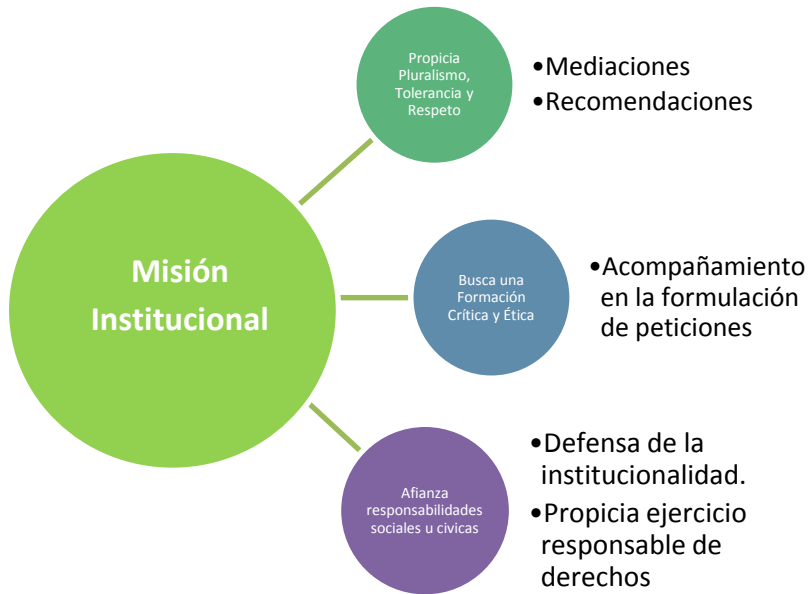 Misión
Institucional
Propicia
Pluralismo,
Tolerancia y
Respeto
•Mediaciones
•Recomendaciones
Busca una
Formación
Crítica y Ética
•Acompañamiento
en la formulación
de peticiones
Afianza
responsabilidades
sociales u civicas
•Defensa de la
institucionalidad.
•Propicia ejercicio
responsable de
derechos